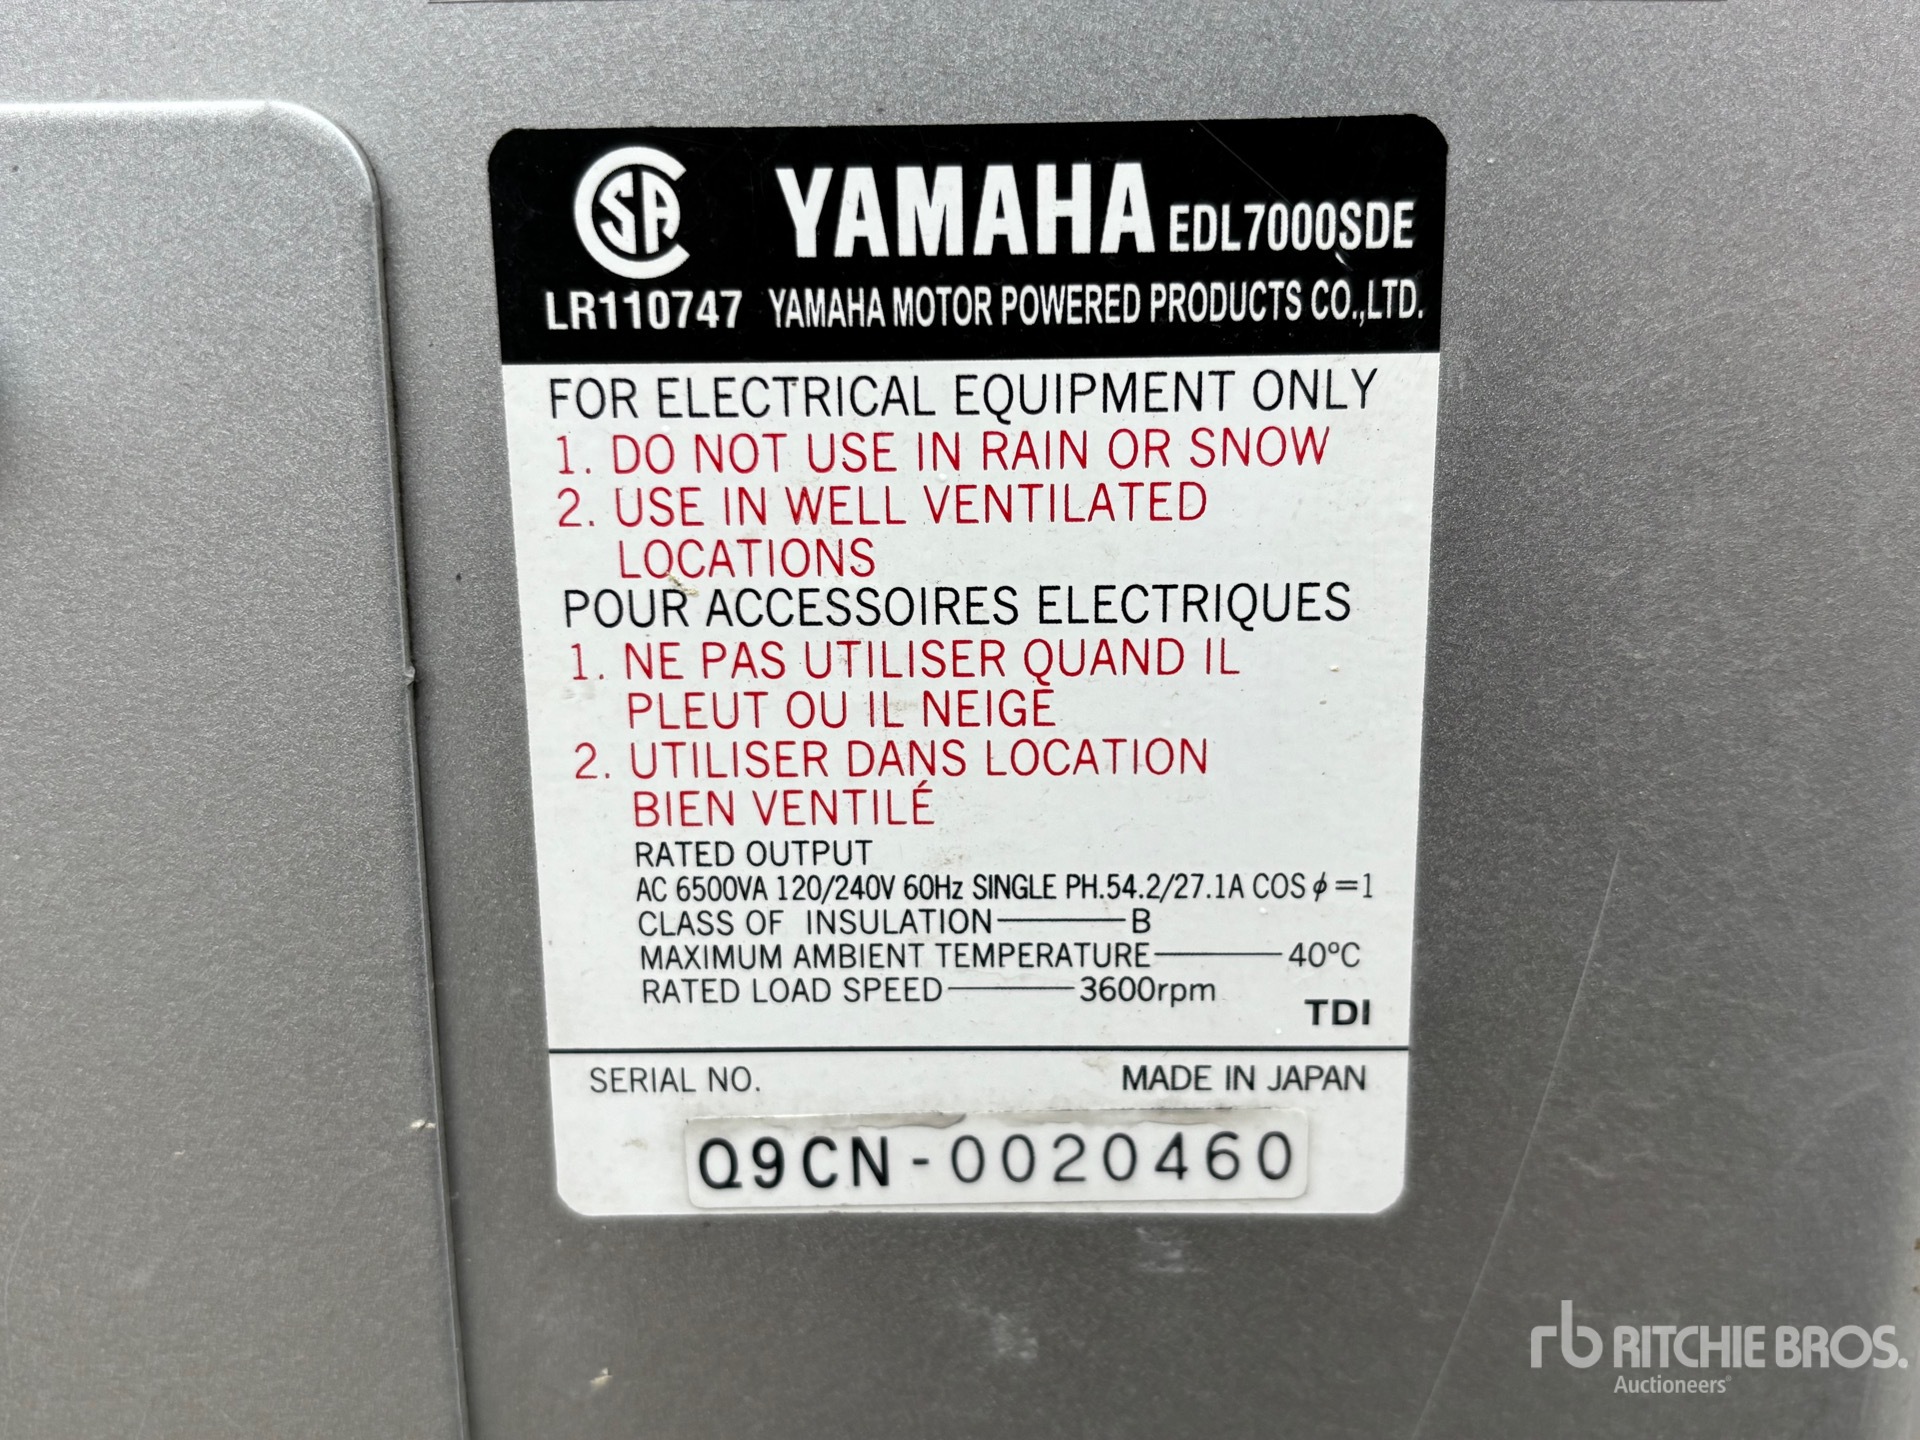 CSA YAMAHA EDL7000SDE
LR110747 YAMAHA MOTOR POWERED PRODUCTS CO.,LTD.
FOR ELECTRICAL EQUIPMENT ONLY
1. DO NOT USE IN RAIN OR SNOW
2. USE IN WELL VENTILATED
LOCATIONS
POUR ACCESSOIRES ELECTRIQUES
1. NE PAS UTILISER QUAND IL
PLEUT OU IL NEIGE
2. UTILISER DANS LOCATION
BIEN VENTILÉ
RATED OUTPUT
AC 6500VA 120/240V 60Hz SINGLE PH.54.2/27.1A COS ϕ=1
CLASS OF INSULATION——B
MAXIMUM AMBIENT TEMPERATURE——40°C
RATED LOAD SPEED——3600rpm
TDI
SERIAL NO. MADE IN JAPAN
Q9CN-0020460
rb RITCHIE BROS.
Auctioneers